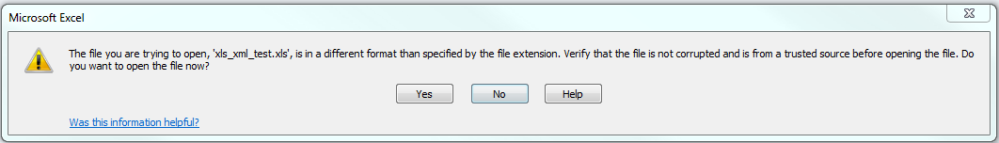 Microsoft Excel
The file you are trying to open, 'xls_xml_test.xls', is in a different format than specified by the file extension. Verify that the file is not corrupted and is from a trusted source before opening the file. Do
you want to open the file now?
Yes No Help
Was this information helpful?